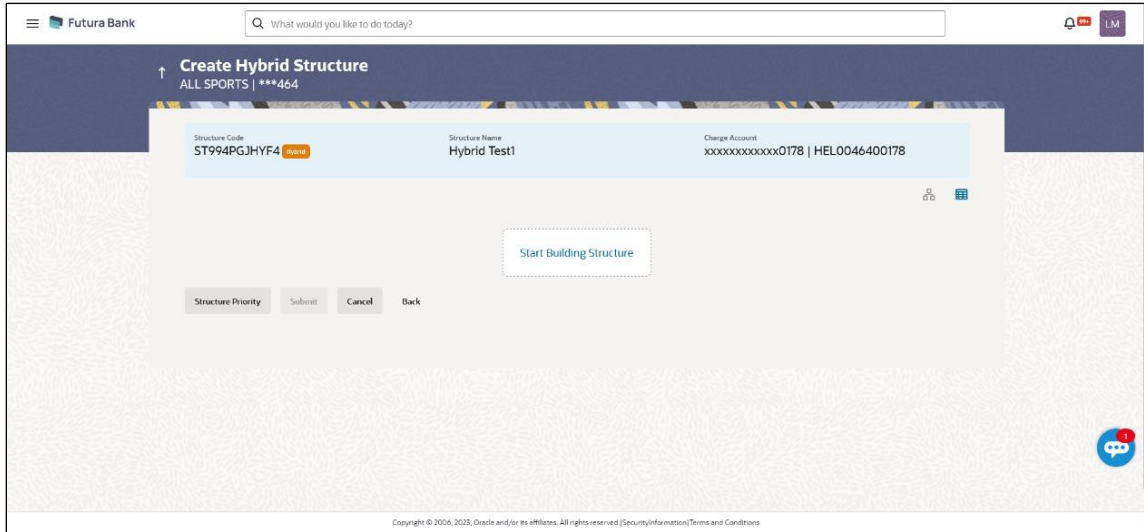 Futura Bank
What would you like to do today?
99+
LM
Create Hybrid Structure
ALL SPORTS | ***464
Structure Code
Structure Name
Charge Account
ST994PGJHYF4 Hybrid
Hybrid Test1
xxxxxxxxxxxx0178 | HEL0046400178
Start Building Structure
Structure Priority
Submit
Cancel
Back
1
Copyright © 2006, 2023, Oracle and/or its affiliates. All rights reserved.|SecurityInformation|Terms and Conditions